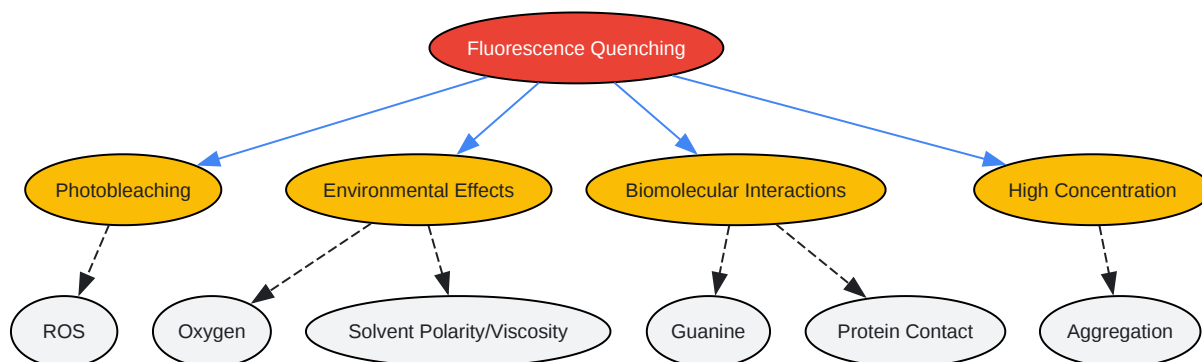 Fluorescence Quenching
Photobleaching
Environmental Effects
Biomolecular Interactions
High Concentration
ROS
Oxygen
Solvent Polarity/Viscosity
Guanine
Protein Contact
Aggregation